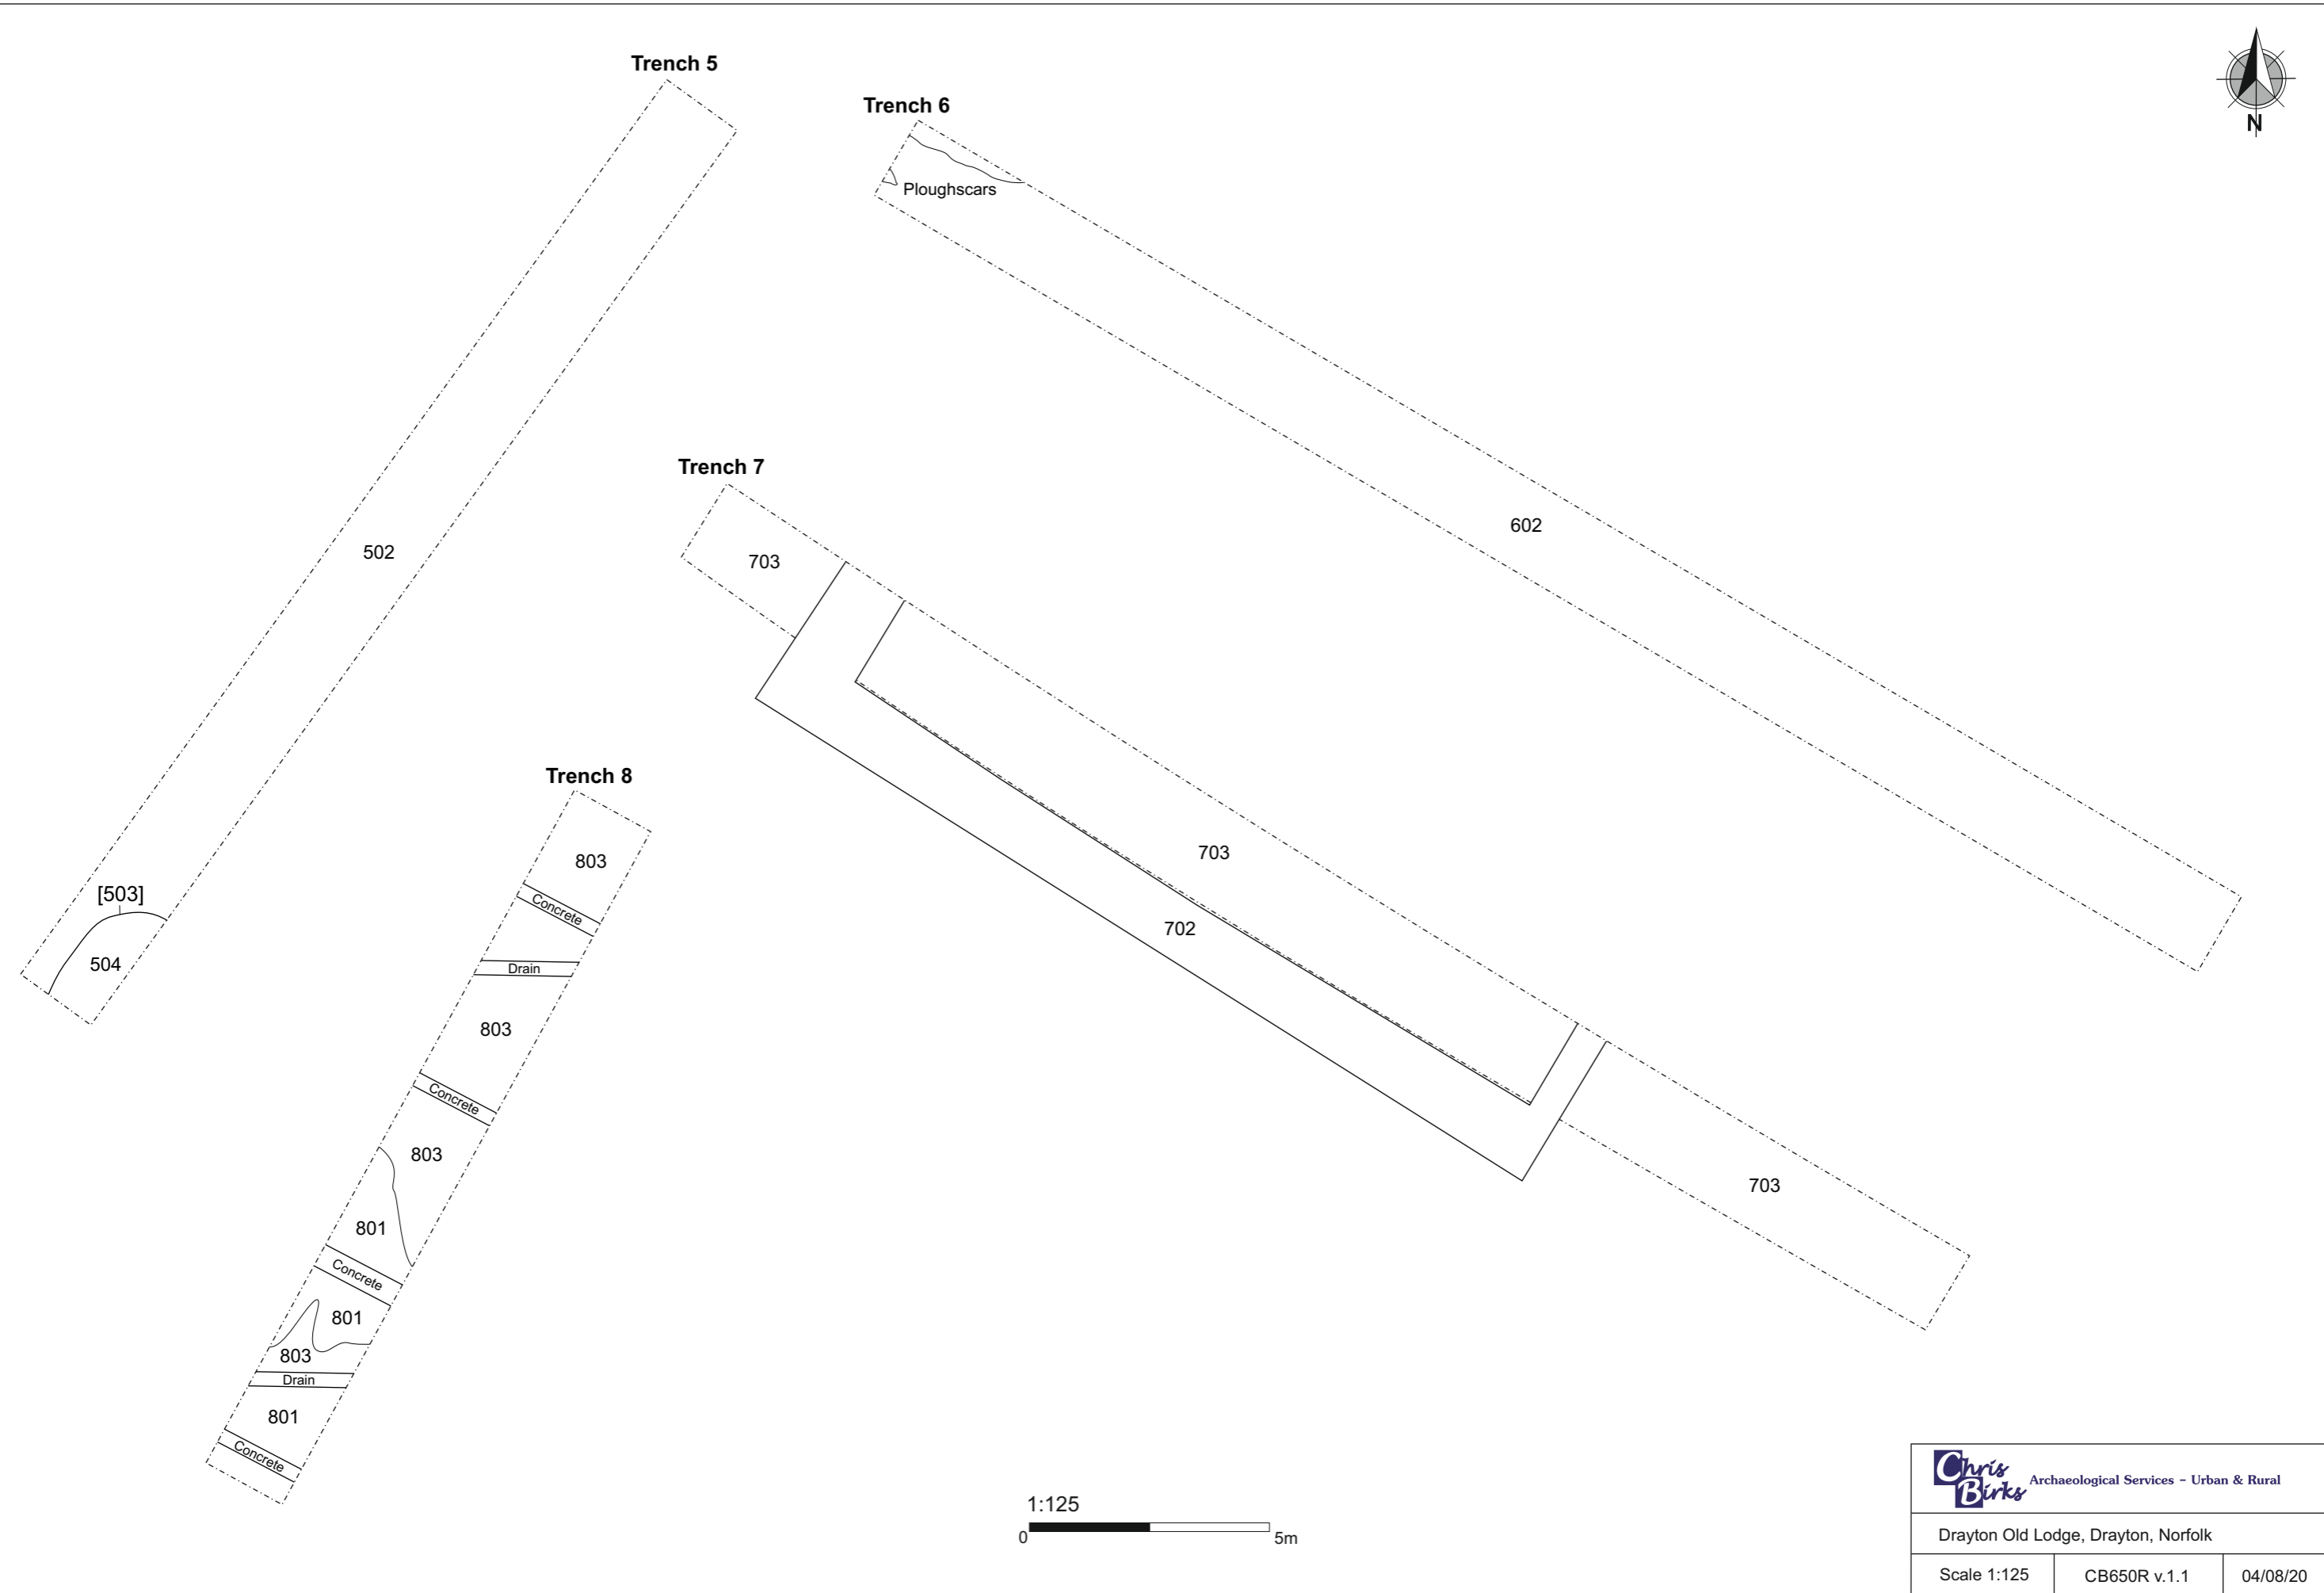 Trench 5
Trench 6
N
Ploughscars
Trench 7
602
502
703
Trench 8
703
803
[503]
Concrete
702
504
Drain
803
Concrete
803
703
801
Concrete
801
803
Drain
801
Concrete
1:125
0
5m
Chris Birks
Archaeological Services - Urban & Rural
Drayton Old Lodge, Drayton, Norfolk
Scale 1:125
CB650R v.1.1
04/08/20